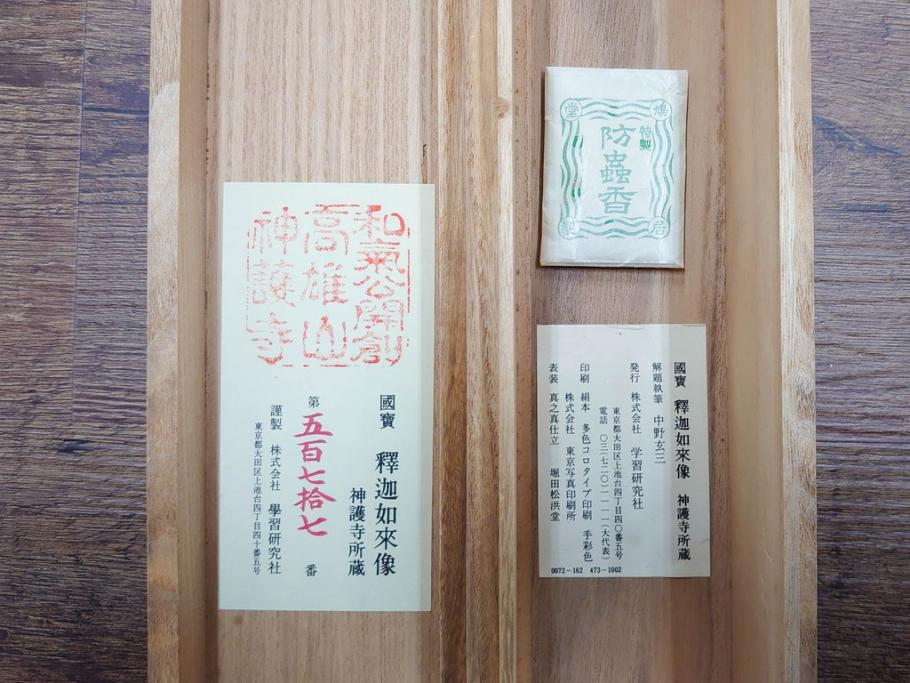 和氣公開創
高雄山
神護寺
國寶 釋迦如來像
神護寺所蔵
第 五百七拾七 番
謹製 株式会社 學習研究社
東京都大田区上池台四丁目四十番五号
鳩
居
堂
製
特製
防蟲香
國寶 釋迦如來像 神護寺所蔵
解題執筆 中野玄三
発行 株式会社 学習研究社
東京都大田区上池台四丁目四〇番五号
電話 〇三(七二〇)一一一一(大代表)
印刷 絹本 多色コロタイプ印刷 手彩色
株式会社 東京写真印刷所
表装 真之真仕立 堀田松洪堂
0072-162 473-1002